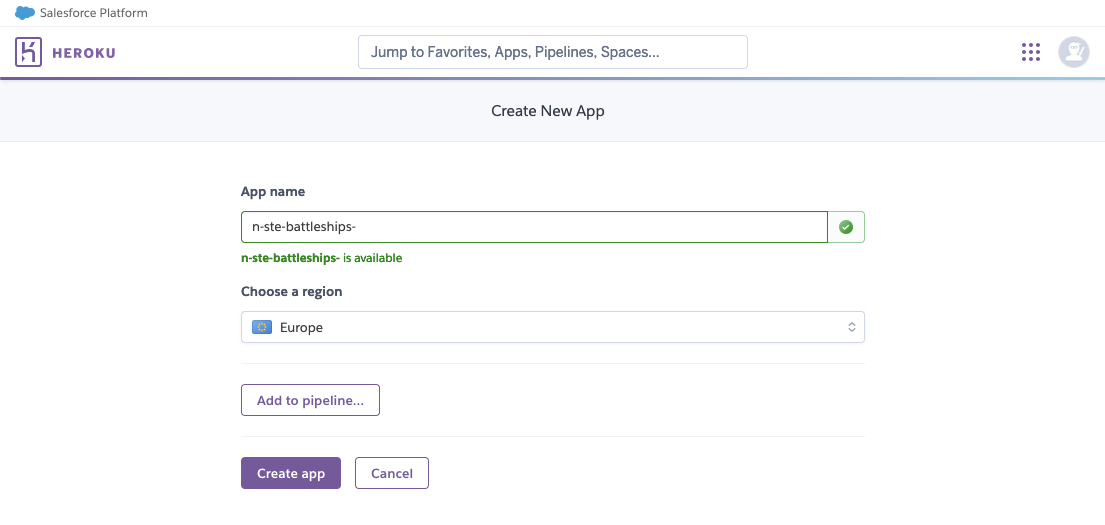 Salesforce Platform
HEROKU
Jump to Favorites, Apps, Pipelines, Spaces...
Create New App
App name
n-ste-battleships-
n-ste-battleships- is available
Choose a region
Europe
Add to pipeline...
Create app
Cancel